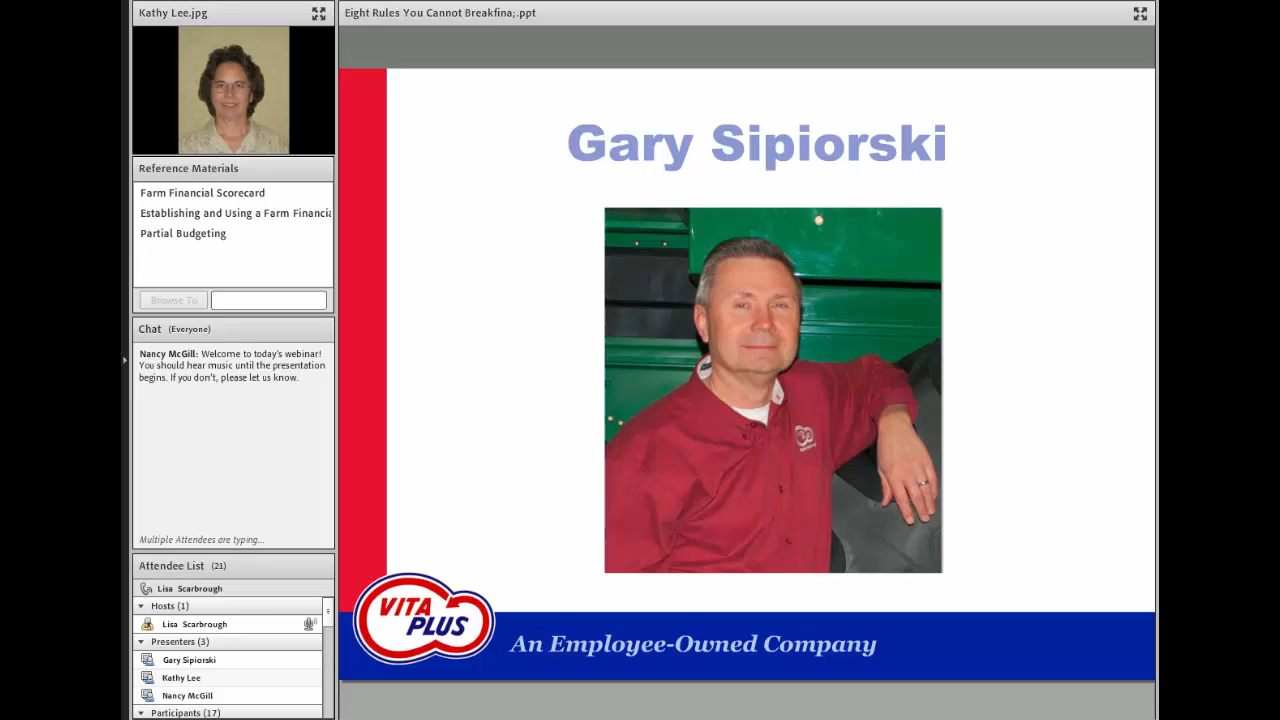 Kathy Lee.jpg
Reference Materials
Farm Financial Scorecard
Establishing and Using a Farm Financia
Partial Budgeting
Browse To
Chat (Everyone)
Nancy McGill: Welcome to today's webinar!
You should hear music until the presentation
begins. If you don't, please let us know.
Multiple Attendees are typing...
Attendee List (21)
Lisa Scarbrough
Hosts (1)
Lisa Scarbrough
Presenters (3)
Gary Sipiorski
Kathy Lee
Nancy McGill
Participants (17)
Eight Rules You Cannot Breakfina;.ppt
Gary Sipiorski
VITA
PLUS
An Employee-Owned Company